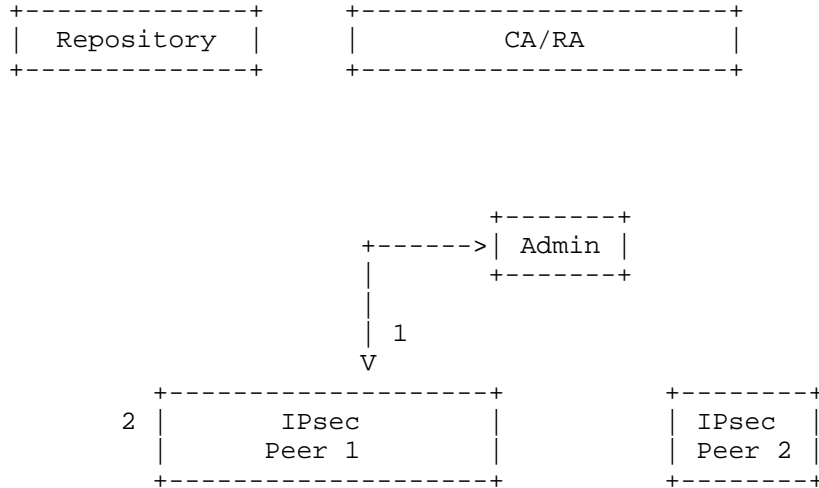 Repository CA/RA
Admin
1
V
2 IPsec IPsec
Peer 1 Peer 2